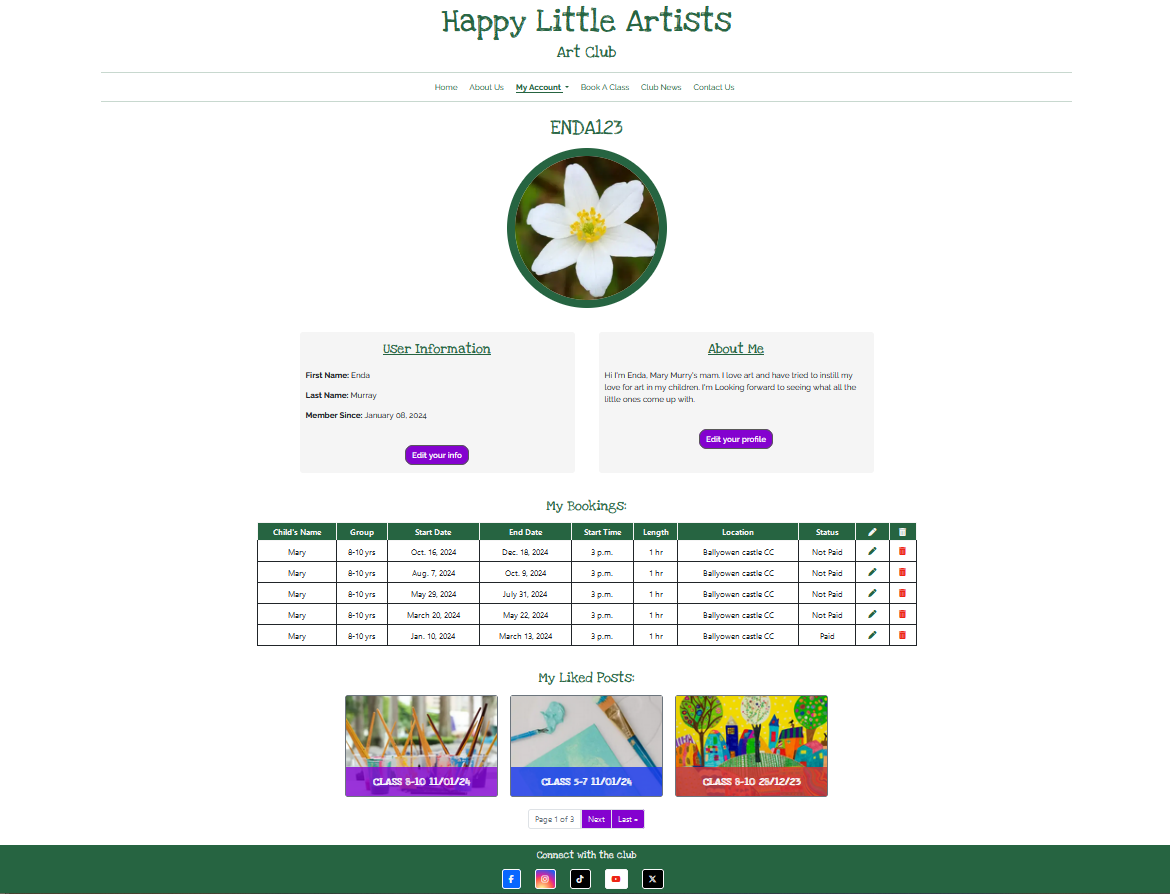 Happy Little Artists
Art Club
Home About Us My Account Book A Class Club News Contact Us
ENDA123
User Information
First Name: Enda
Last Name: Murray
Member Since: January 08, 2024
Edit your info
About Me
Hi I'm Enda, Mary Murry's mam. I love art and have tried to instill my
love for art in my children. I'm Looking forward to seeing what all the
little ones come up with.
Edit your profile
My Bookings:
Child's Name Group Start Date End Date Start Time Length Location Status
Mary 8-10 yrs Oct. 16, 2024 Dec. 18, 2024 3 p.m. 1 hr Ballyowen castle CC Not Paid
Mary 8-10 yrs Aug. 7, 2024 Oct. 9, 2024 3 p.m. 1 hr Ballyowen castle CC Not Paid
Mary 8-10 yrs May 29, 2024 July 31, 2024 3 p.m. 1 hr Ballyowen castle CC Not Paid
Mary 8-10 yrs March 20, 2024 May 22, 2024 3 p.m. 1 hr Ballyowen castle CC Not Paid
Mary 8-10 yrs Jan. 10, 2024 March 13, 2024 3 p.m. 1 hr Ballyowen castle CC Paid
My Liked Posts:
CLASS 8-10 11/01/24
CLASS 5-7 11/01/24
CLASS 8-10 28/12/23
Page 1 of 3 Next Last »
Connect with the club